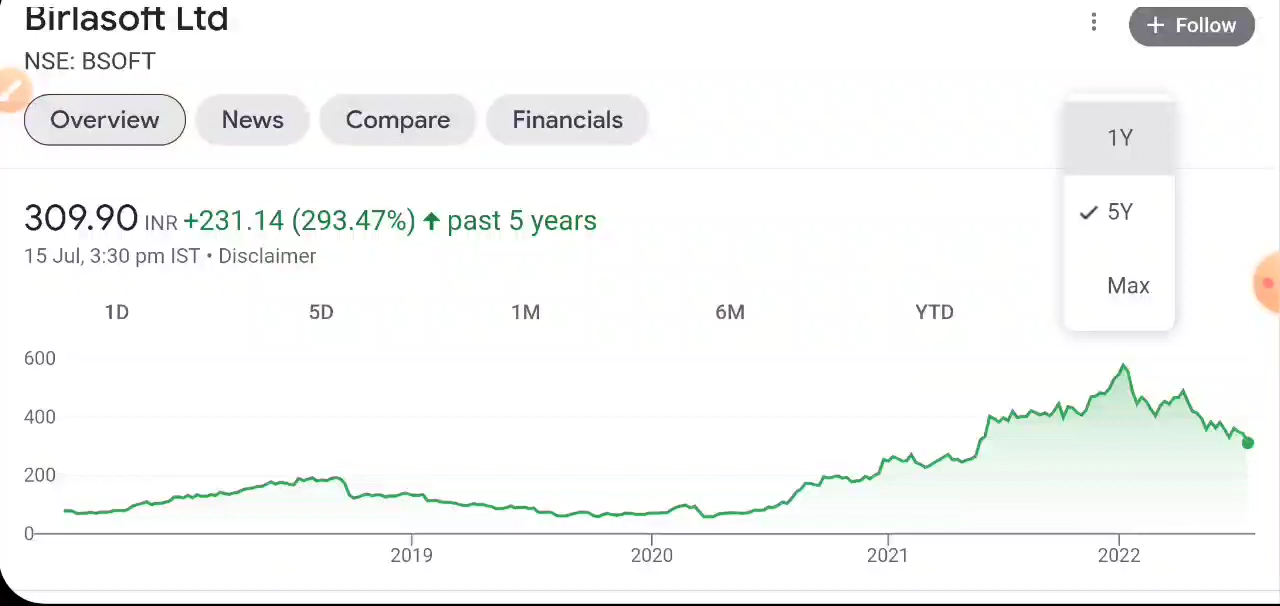 Birlasoft Ltd
+ Follow
NSE: BSOFT
Overview
News
Compare
Financials
1Y
5Y
Max
309.90 INR +231.14 (293.47%) ↑ past 5 years
15 Jul, 3:30 pm IST • Disclaimer
1D
5D
1M
6M
YTD
600
400
200
0
2019
2020
2021
2022